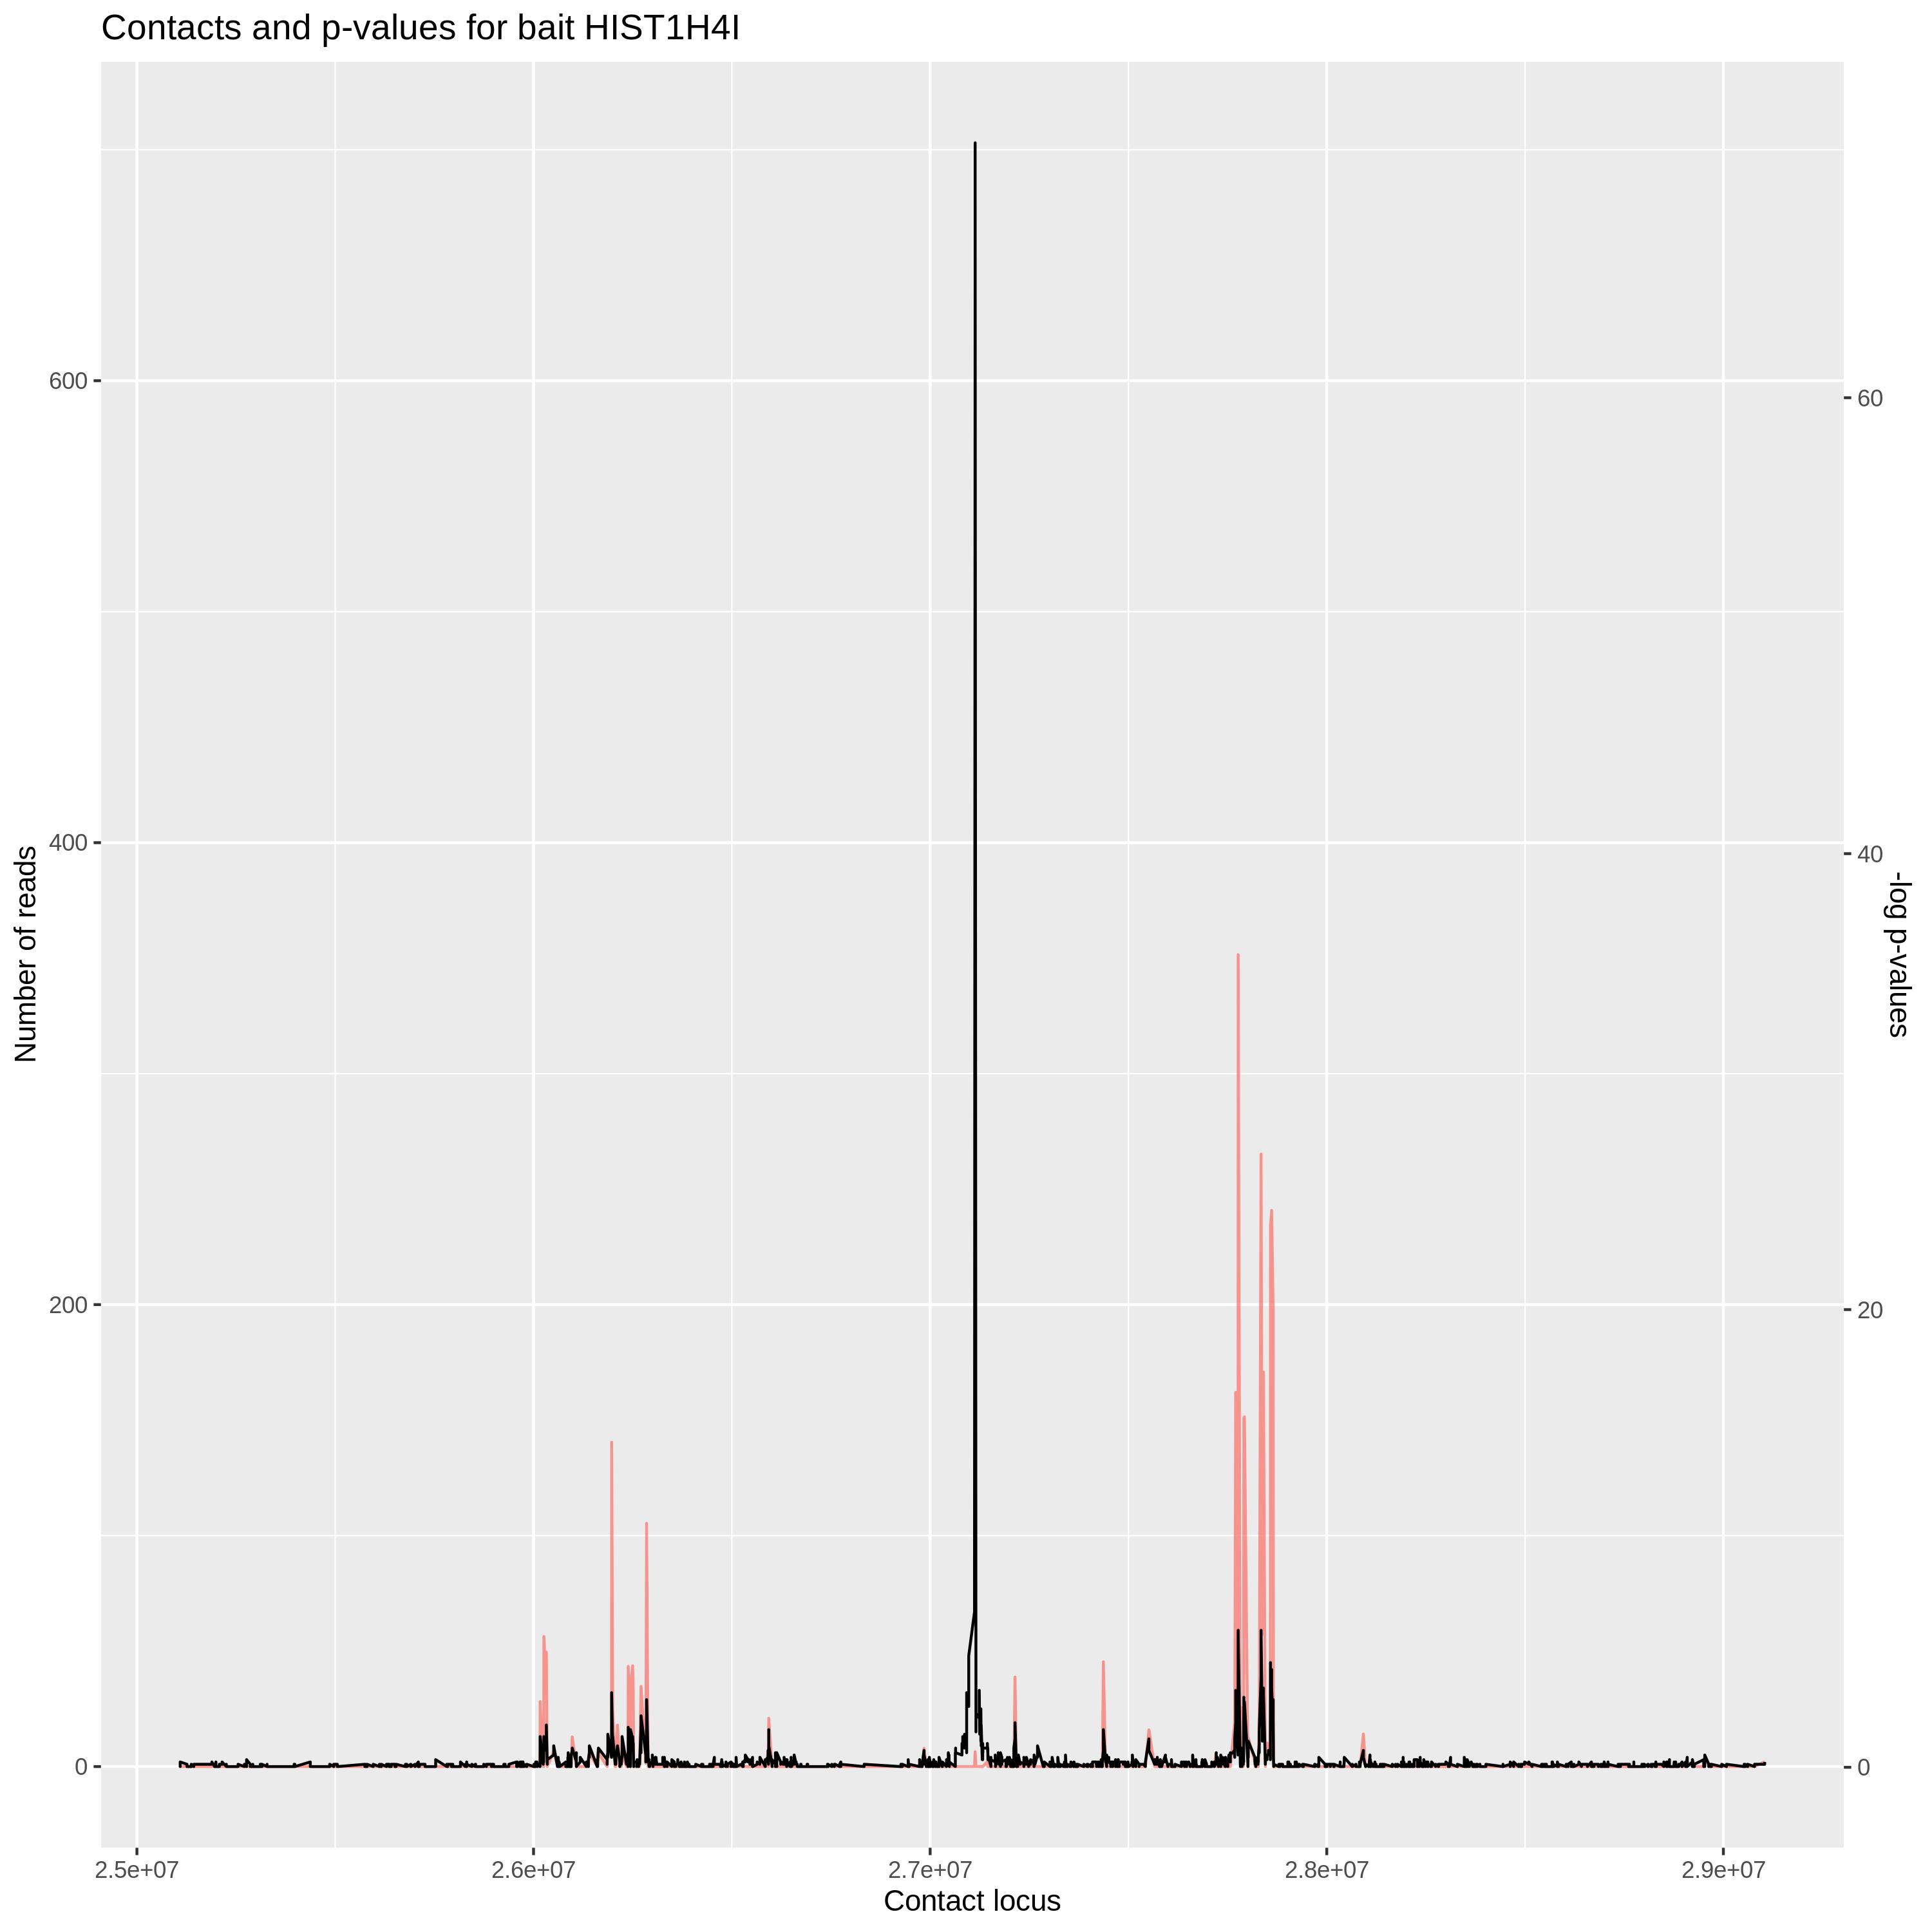 Contacts and p-values for bait HIST1H4I
Number of reads
600
400
200
0
60
40
20
0
-log p-values
2.5e+07
2.6e+07
2.7e+07
2.8e+07
2.9e+07
Contact locus